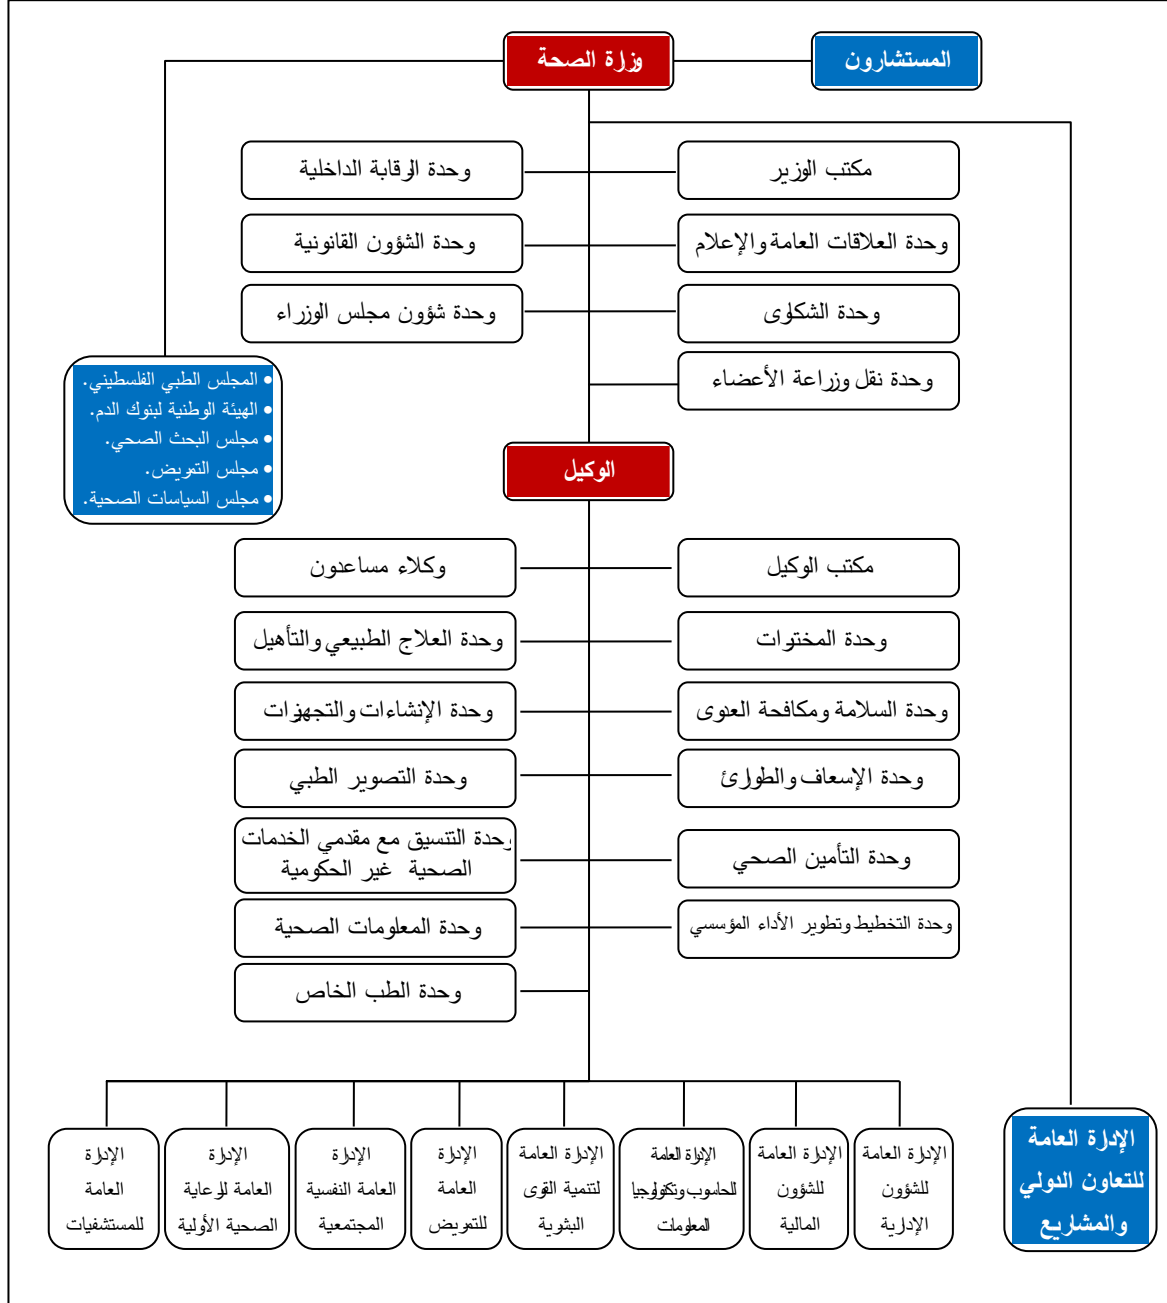 المستشارون
وزارة الصحة
مكتب الوزير
وحدة الرقابة الداخلية
وحدة العلاقات العامة والإعلام
وحدة الشؤون القانونية
وحدة الشكاوى
وحدة شؤون مجلس الوزراء
وحدة نقل وزراعة الأعضاء
• المجلس الطبي الفلسطيني.
• الهيئة الوطنية لبنوك الدم.
• مجلس البحث الصحي.
• مجلس التمريض.
• مجلس السياسات الصحية.
الوكيل
مكتب الوكيل
وكلاء مساعدون
وحدة المختبرات
وحدة العلاج الطبيعي والتأهيل
وحدة السلامة ومكافحة العدوى
وحدة الإنشاءات والتجهيزات
وحدة الإسعاف والطوارئ
وحدة التصوير الطبي
وحدة التأمين الصحي
وحدة التنسيق مع مقدمي الخدمات
الصحية غير الحكومية
وحدة التخطيط وتطوير الأداء المؤسسي
وحدة المعلومات الصحية
وحدة الطب الخاص
الإدارة العامة
للتعاون الدولي
والمشاريع
الإدارة العامة
للشؤون
الإدارية
الإدارة العامة
للشؤون
المالية
الإدارة العامة
للحاسوب وتكنولوجيا
المعلومات
الإدارة العامة
لتنمية القوى
البشرية
الإدارة
العامة
للتمريض
الإدارة
العامة النفسية
المجتمعية
الإدارة
العامة للرعاية
الصحية الأولية
الإدارة
العامة
للمستشفيات